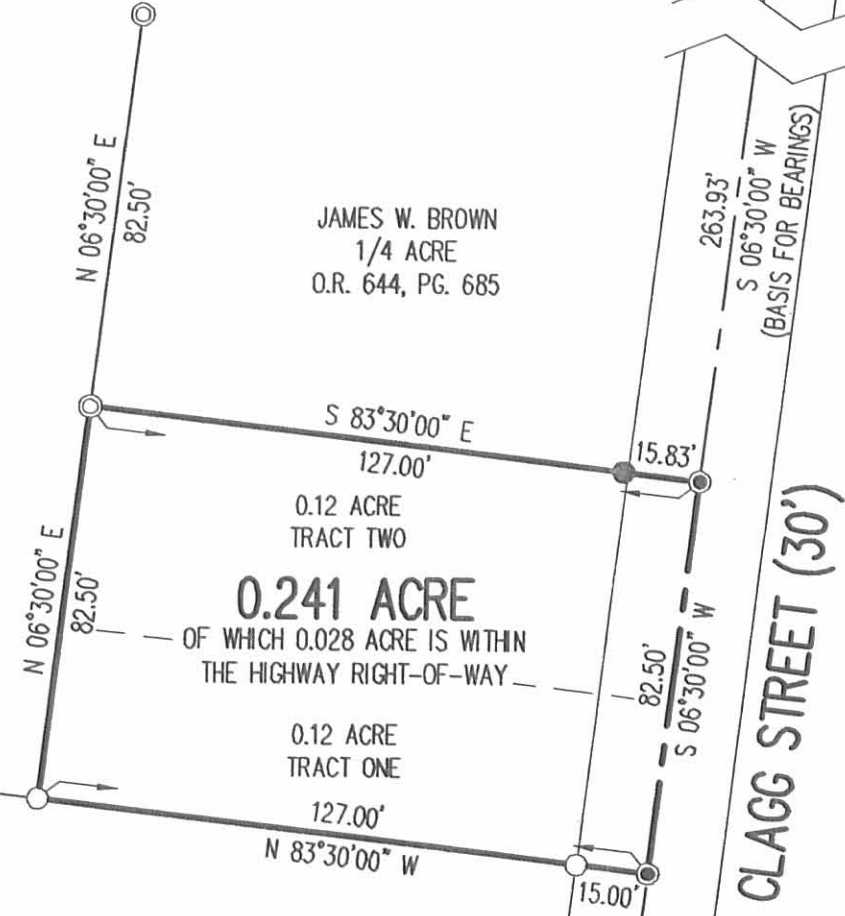 N 06°30'00" E
82.50'
JAMES W. BROWN
1/4 ACRE
O.R. 644, PG. 685
263.93'
S 06°30'00" W
(BASIS FOR BEARINGS)
S 83°30'00" E
127.00'
15.83'
0.12 ACRE
TRACT TWO
0.241 ACRE
OF WHICH 0.028 ACRE IS WITHIN
THE HIGHWAY RIGHT-OF-WAY
N 06°30'00" E
82.50'
82.50'
S 06°30'00" W
CLAGG STREET (30')
0.12 ACRE
TRACT ONE
127.00'
N 83°30'00" W
15.00'